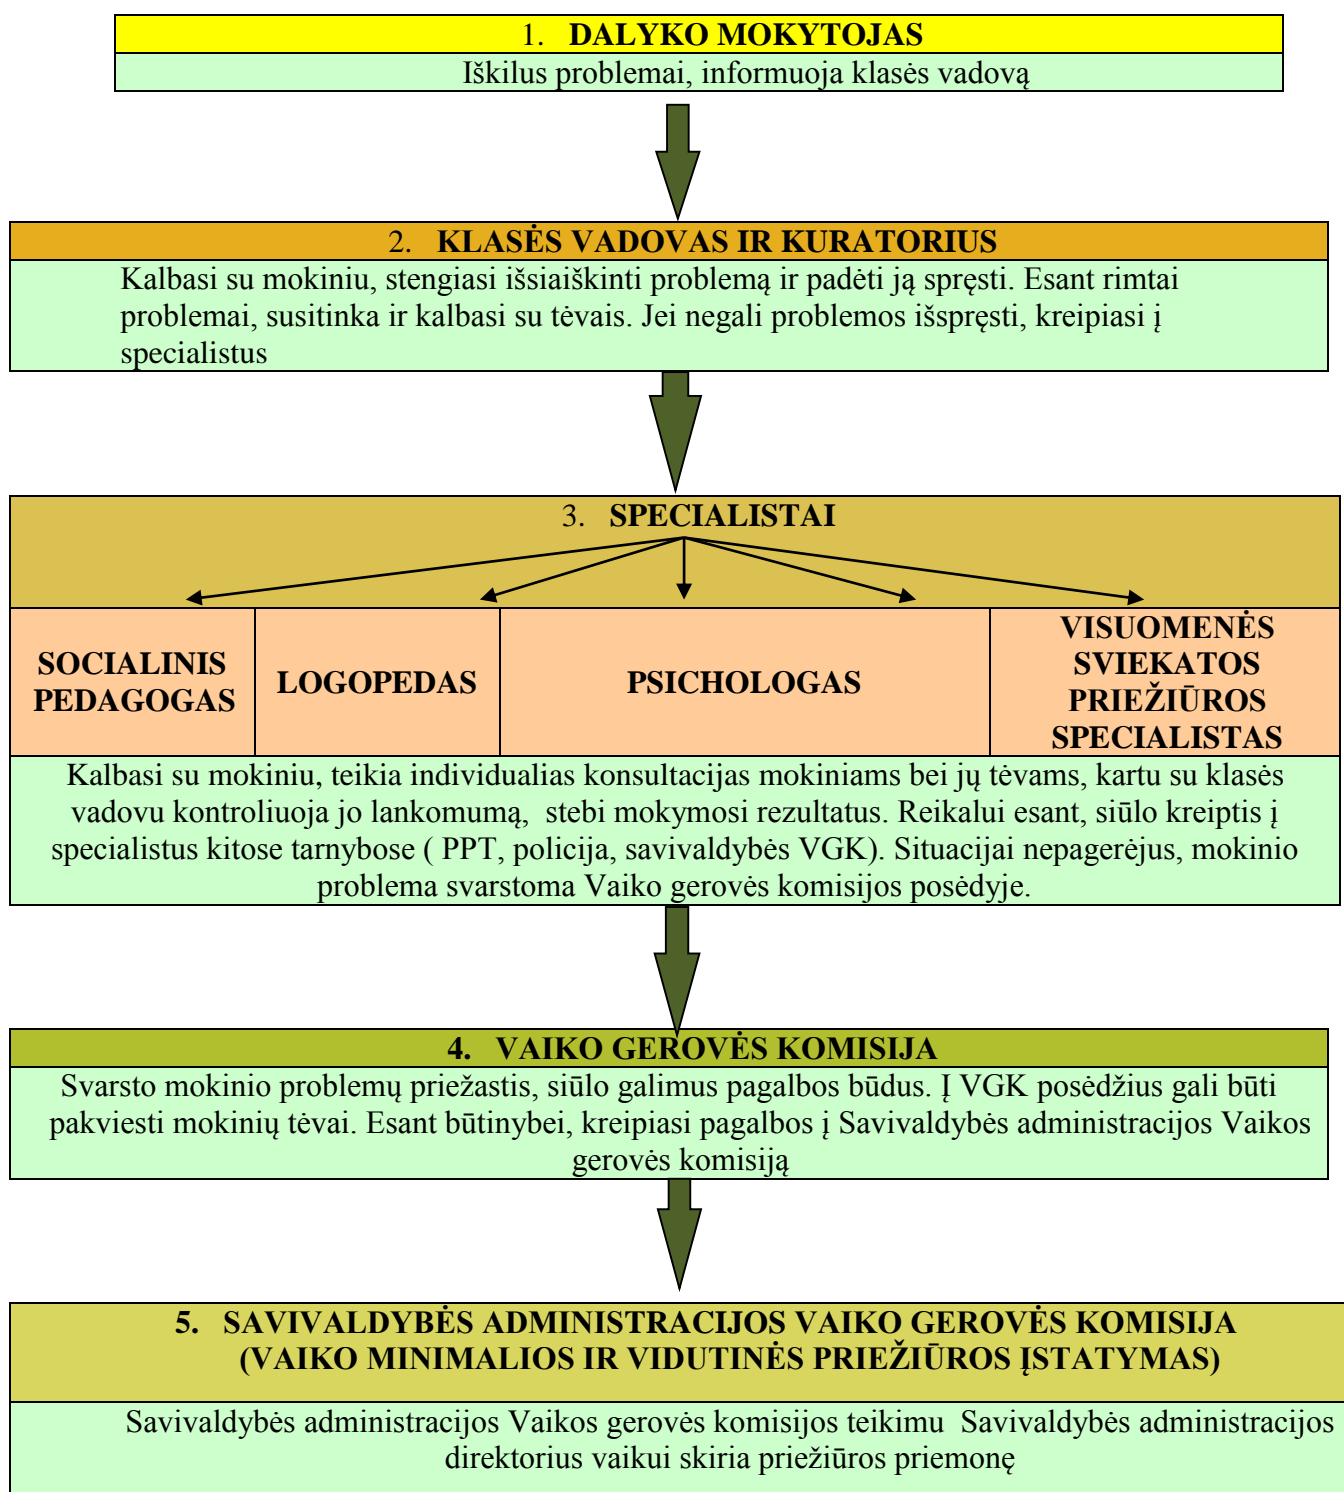 1. DALYKO MOKYTOJAS
Iškilus problemai, informuoja klasės vadovą
2. KLASĖS VADOVAS IR KURATORIUS
Kalbasi su mokiniu, stengiasi išsiaiškinti problemą ir padėti ją spręsti. Esant rimtai
problemai, susitinka ir kalbasi su tėvais. Jei negali problemos išspręsti, kreipiasi į
specialistus
3. SPECIALISTAI
SOCIALINIS
PEDAGOGAS
LOGOPEDAS
PSICHOLOGAS
VISUOMENĖS
SVIEKATOS
PRIEŽIŪROS
SPECIALISTAS
Kalbasi su mokiniu, teikia individualias konsultacijas mokiniams bei jų tėvams, kartu su klasės
vadovu kontroliuoja jo lankomumą, stebi mokymosi rezultatus. Reikalui esant, siūlo kreiptis į
specialistus kitose tarnybose ( PPT, policija, savivaldybės VGK). Situacijai nepagerėjus, mokinio
problema svarstoma Vaiko gerovės komisijos posėdyje.
4. VAIKO GEROVĖS KOMISIJA
Svarsto mokinio problemų priežastis, siūlo galimus pagalbos būdus. Į VGK posėdžius gali būti
pakviesti mokinių tėvai. Esant būtinybei, kreipiasi pagalbos į Savivaldybės administracijos Vaikos
gerovės komisiją
5. SAVIVALDYBĖS ADMINISTRACIJOS VAIKO GEROVĖS KOMISIJA
(VAIKO MINIMALIOS IR VIDUTINĖS PRIEŽIŪROS ĮSTATYMAS)
Savivaldybės administracijos Vaikos gerovės komisijos teikimu Savivaldybės administracijos
direktorius vaikui skiria priežiūros priemonę